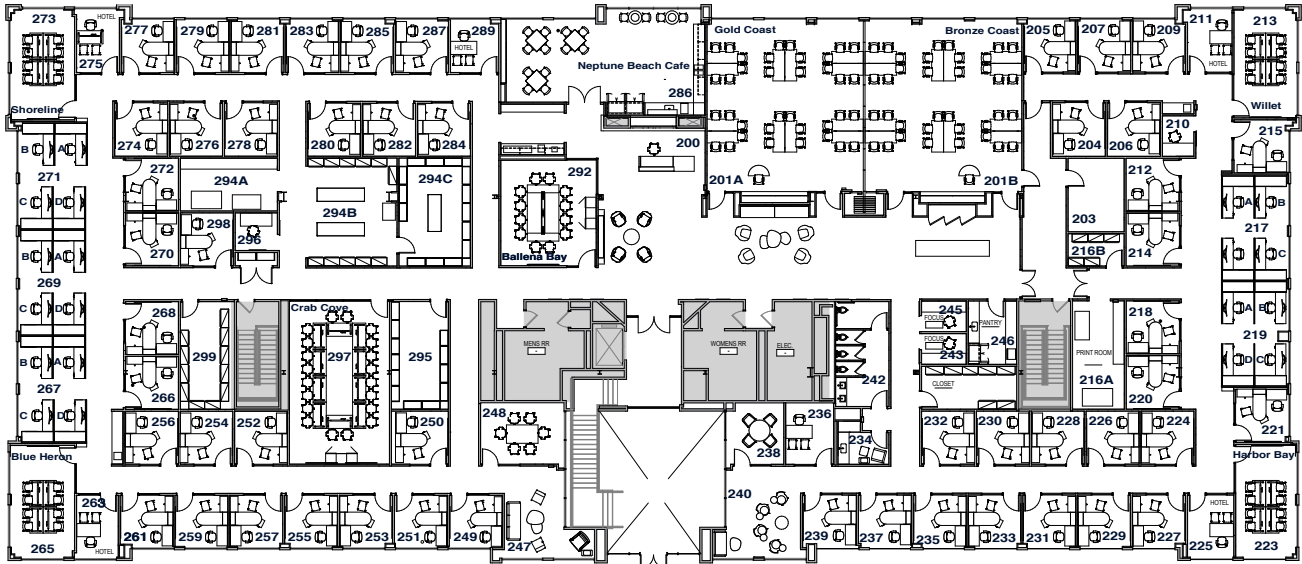 273
HOTEL
275
277
279
281
283
285
287
HOTEL
289
Neptune Beach Cafe
286
Gold Coast
Bronze Coast
205
207
209
211
HOTEL
213
Shoreline
Willet
B
A
271
C
D
274
276
278
280
282
284
200
201A
201B
204
206
210
215
272
294A
294B
294C
292
Ballena Bay
203
212
A
B
217
C
270
298
296
216B
214
B
A
269
C
D
268
299
Crab Cove
297
295
MENS RR
WOMENS RR
ELEC.
242
245
FOCUS
FOCUS
243
PANTRY
246
CLOSET
PRINT ROOM
216A
218
A
B
219
D
C
B
A
267
C
D
266
220
221
256
254
252
250
248
238
236
234
232
230
228
226
224
Blue Heron
Harbor Bay
265
263
HOTEL
261
259
257
255
253
251
249
247
240
239
237
235
233
231
229
227
HOTEL
225
223